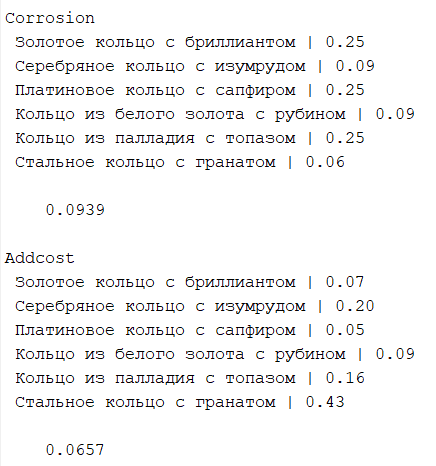 Corrosion
Золотое кольцо с бриллиантом | 0.25
Серебряное кольцо с изумрудом | 0.09
Платиновое кольцо с сапфиром | 0.25
Кольцо из белого золота с рубином | 0.09
Кольцо из палладия с топазом | 0.25
Стальное кольцо с гранатом | 0.06
0.0939
Addcost
Золотое кольцо с бриллиантом | 0.07
Серебряное кольцо с изумрудом | 0.20
Платиновое кольцо с сапфиром | 0.05
Кольцо из белого золота с рубином | 0.09
Кольцо из палладия с топазом | 0.16
Стальное кольцо с гранатом | 0.43
0.0657